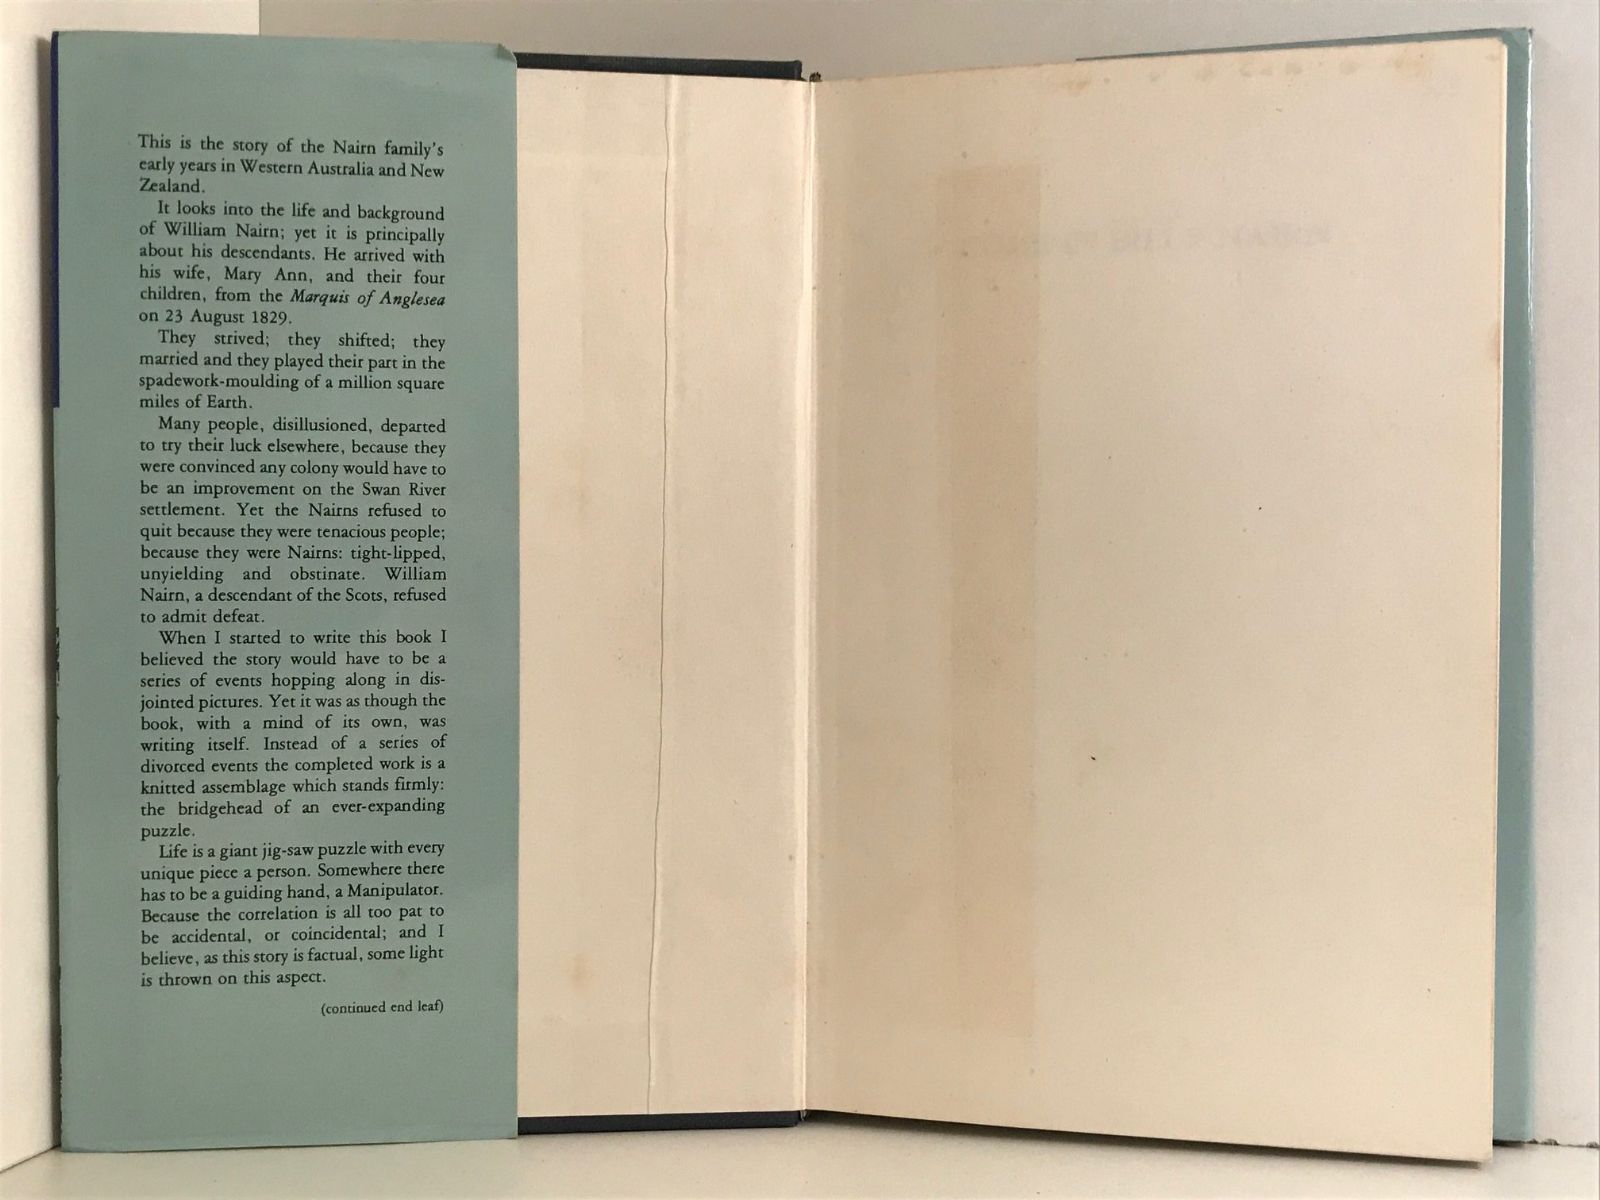 This is the story of the Nairn family's
early years in Western Australia and New
Zealand.
It looks into the life and background
of William Nairn; yet it is principally
about his descendants. He arrived with
his wife, Mary Ann, and their four
children, from the Marquis of Anglesea
on 23 August 1829.
They strived; they shifted; they
married and they played their part in the
spadework-moulding of a million square
miles of Earth.
Many people, disillusioned, departed
to try their luck elsewhere, because they
were convinced any colony would have to
be an improvement on the Swan River
settlement. Yet the Nairns refused to
quit because they were tenacious people;
because they were Nairns: tight-lipped,
unyielding and obstinate. William
Nairn, a descendant of the Scots, refused
to admit defeat.
When I started to write this book I
believed the story would have to be a
series of events hopping along in dis-
jointed pictures. Yet it was as though the
book, with a mind of its own, was
writing itself. Instead of a series of
divorced events the completed work is a
knitted assemblage which stands firmly:
the bridgehead of an ever-expanding
puzzle.
Life is a giant jig-saw puzzle with every
unique piece a person. Somewhere there
has to be a guiding hand, a Manipulator.
Because the correlation is all too pat to
be accidental, or coincidental; and I
believe, as this story is factual, some light
is thrown on this aspect.
(continued end leaf)